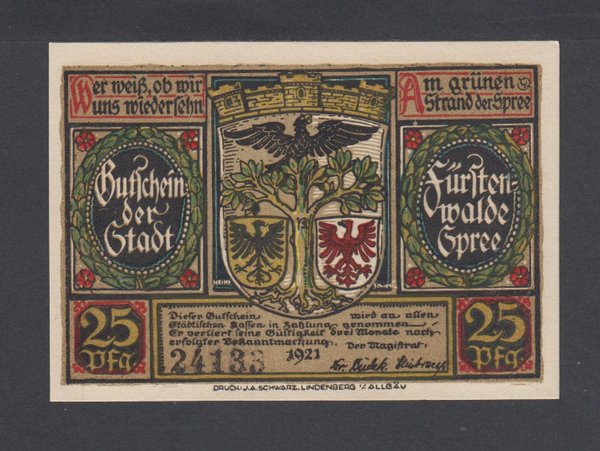 Wer weiß, ob wir
uns wiedersehn
Am grünen
Strand der Spree
Gutschein
der
Stadt
Fürsten-
walde
Spree
25
Pfg.
25
Pfg.
Dieser Gutschein wird an allen
Städtischen Kassen in Zahlung genommen
Er verliert seine Gültigkeit drei Monate nach
erfolgter Bekanntmachung. Der Magistrat:
24133
1921
DRUCK: J.A. SCHWARZ, LINDENBERG i/ALLGÄU